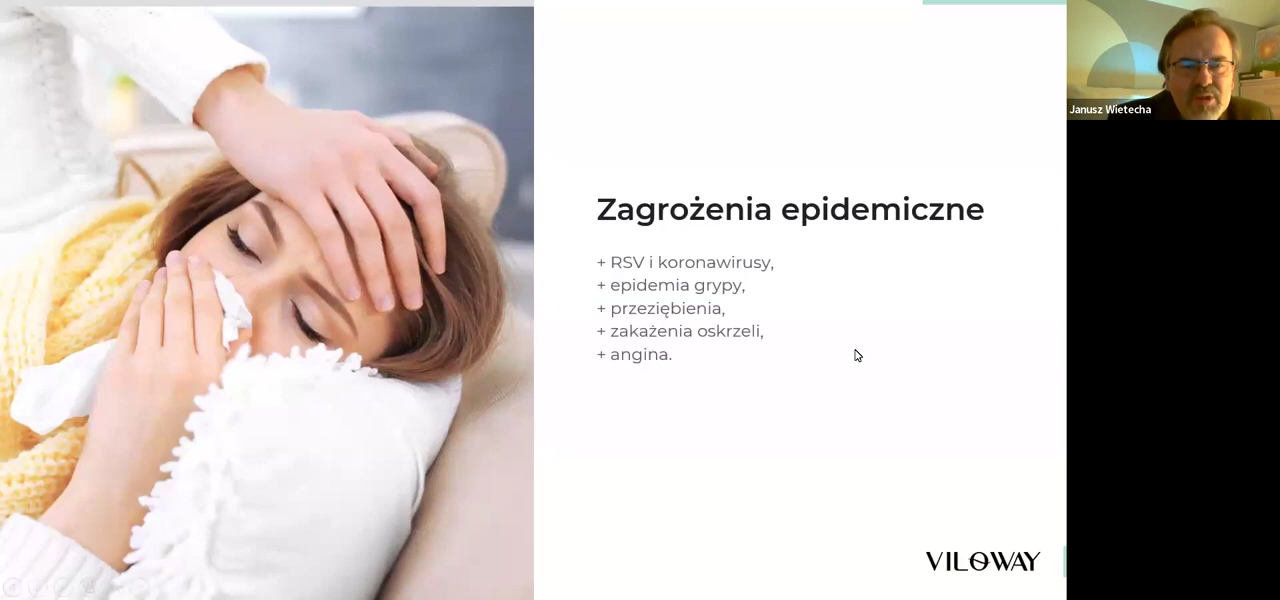 Zagrożenia epidemiczne
+ RSV i koronawirusy,
+ epidemia grypy,
+ przeziębienia,
+ zakażenia oskrzeli,
+ angina.
VILOWAY
Janusz Wietecha